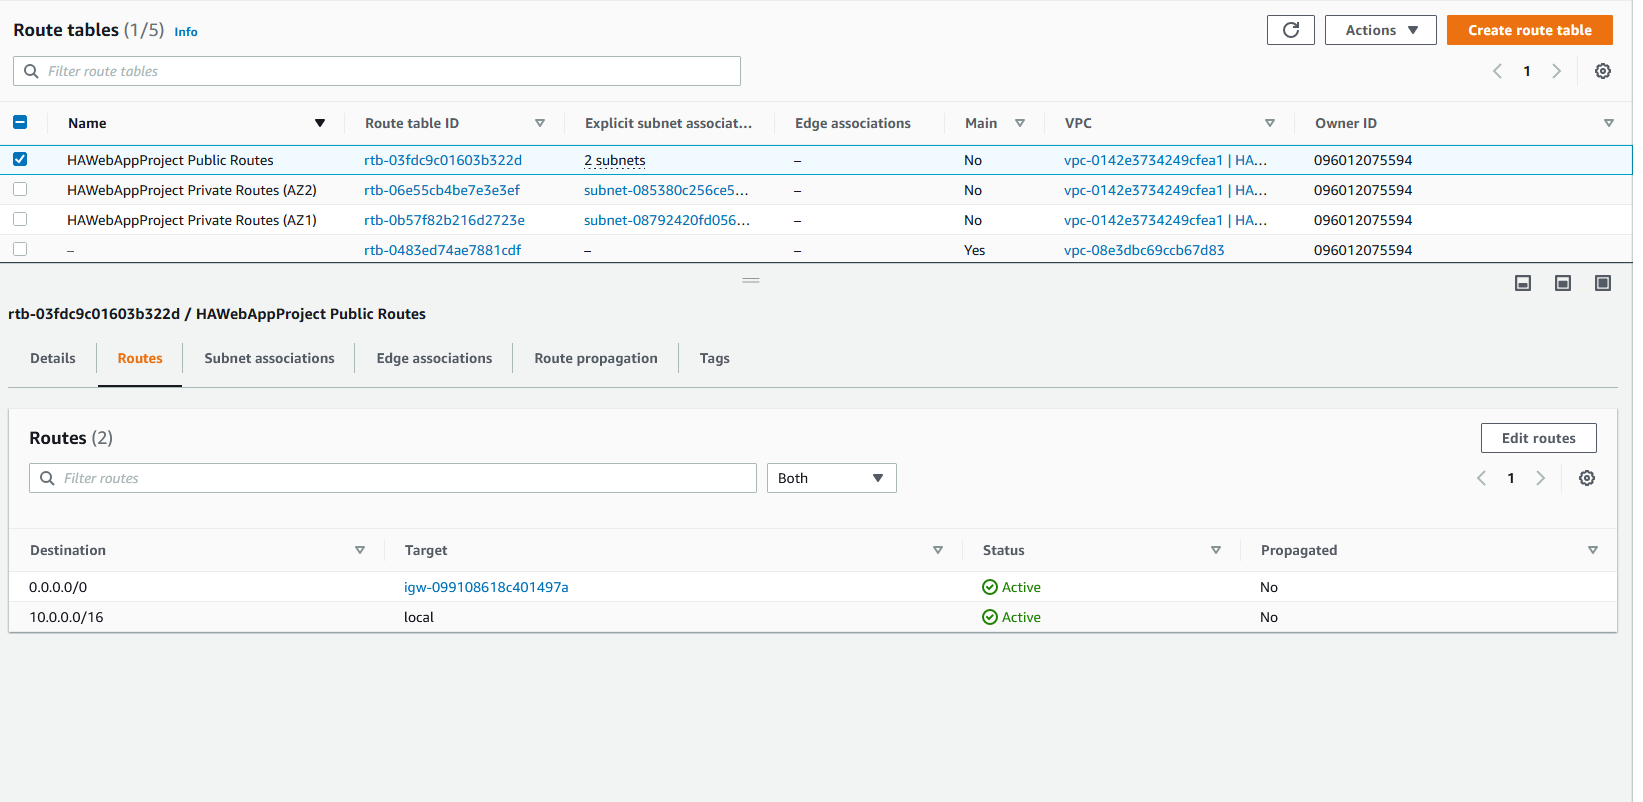 Route tables (1/5) Info
Actions
Create route table
Filter route tables
1
Name Route table ID Explicit subnet associat... Edge associations Main VPC Owner ID
HAWebAppProject Public Routes rtb-03fdc9c01603b322d 2 subnets – No vpc-0142e3734249cfea1 | HA... 096012075594
HAWebAppProject Private Routes (AZ2) rtb-06e55cb4be7e3e3ef subnet-085380c256ce5... – No vpc-0142e3734249cfea1 | HA... 096012075594
HAWebAppProject Private Routes (AZ1) rtb-0b57f82b216d2723e subnet-08792420fd056... – No vpc-0142e3734249cfea1 | HA... 096012075594
– rtb-0483ed74ae7881cdf – – Yes vpc-08e3dbc69ccb67d83 096012075594
rtb-03fdc9c01603b322d / HAWebAppProject Public Routes
Details Routes Subnet associations Edge associations Route propagation Tags
Routes (2)
Edit routes
Filter routes
Both
1
Destination Target Status Propagated
0.0.0.0/0 igw-099108618c401497a Active No
10.0.0.0/16 local Active No